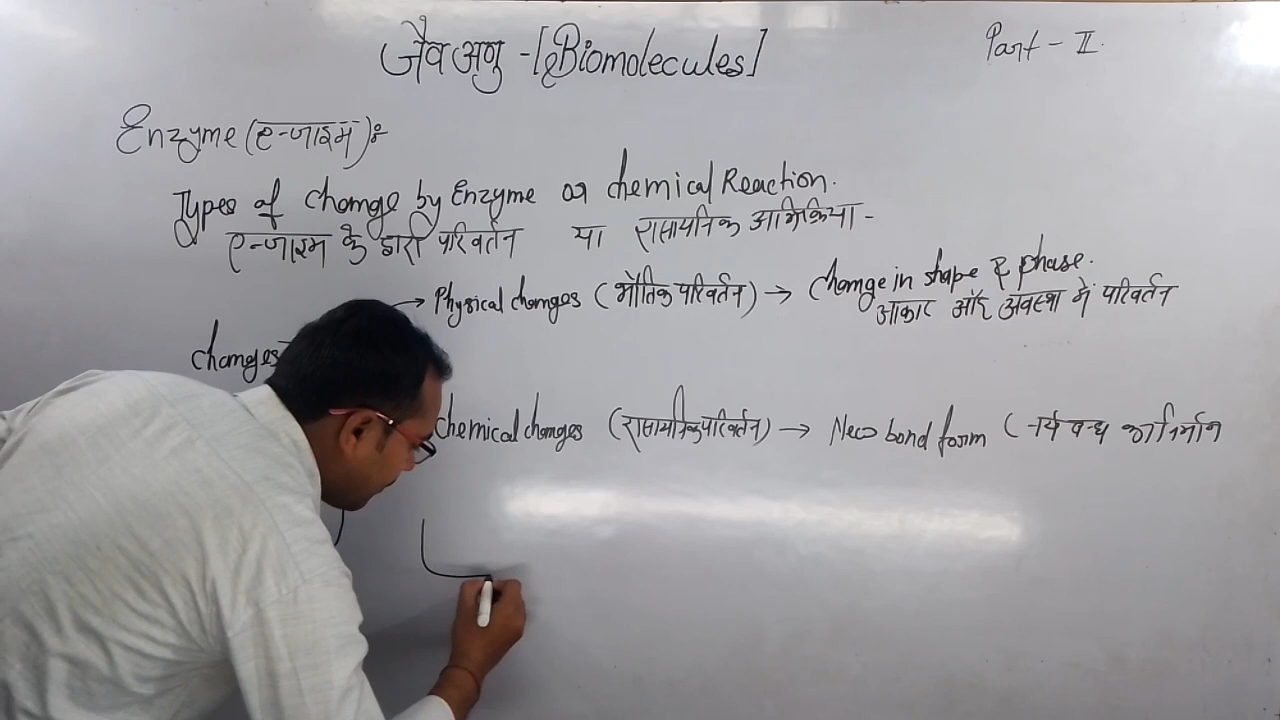 जैव अणु - [Biomolecules]
Part - II.
Enzyme (ए-जाइम):
Types of change by Enzyme or chemical Reaction.
ए-जाइम के द्वारा परिवर्तन या रासायनिक अभिक्रिया -
→ Physical changes (भौतिक परिवर्तन) → change in shape & phase.
आकार और अवस्था में परिवर्तन
changes
chemical changes (रासायनिक परिवर्तन) → New bond form ( का निर्माण